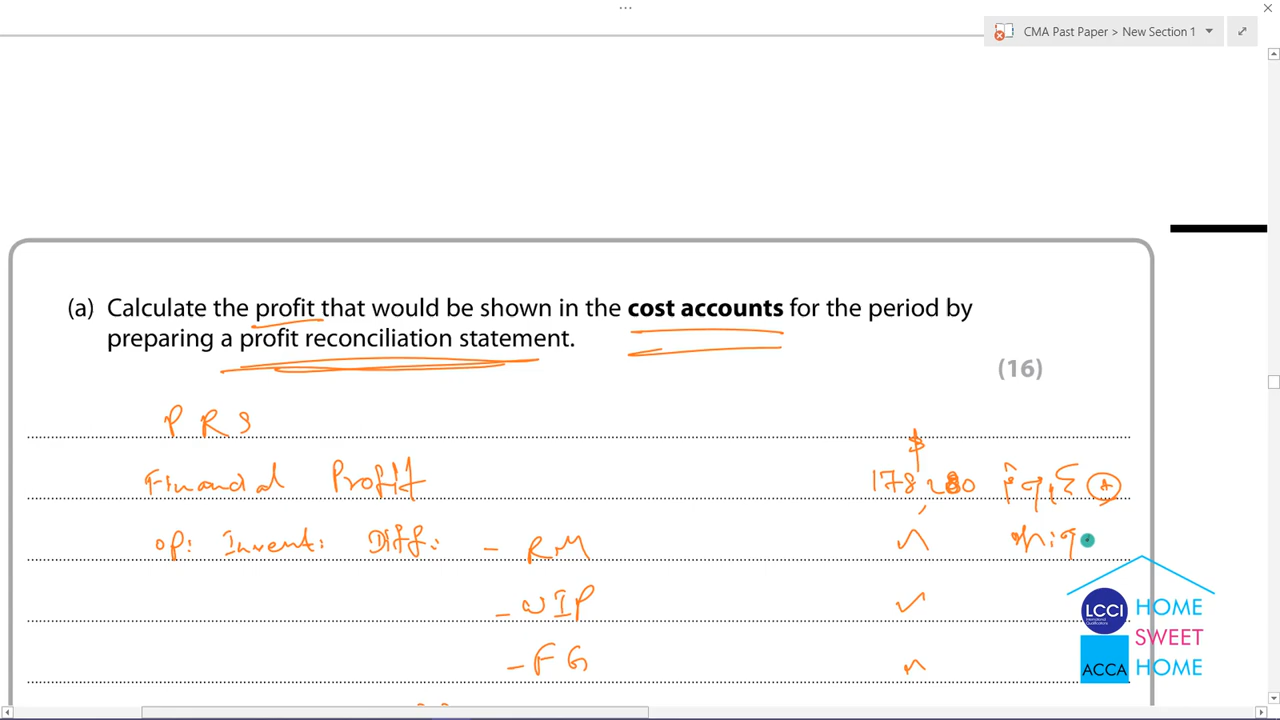 CMA Past Paper > New Section 1
(a) Calculate the profit that would be shown in the cost accounts for the period by
preparing a profit reconciliation statement.
(16)
P R S
$
Financial Profit 178 280
op: Invent: Diff: - RM
- WIP
- FG
LCCI
International Qualifications
ACCA
HOME
SWEET
HOME